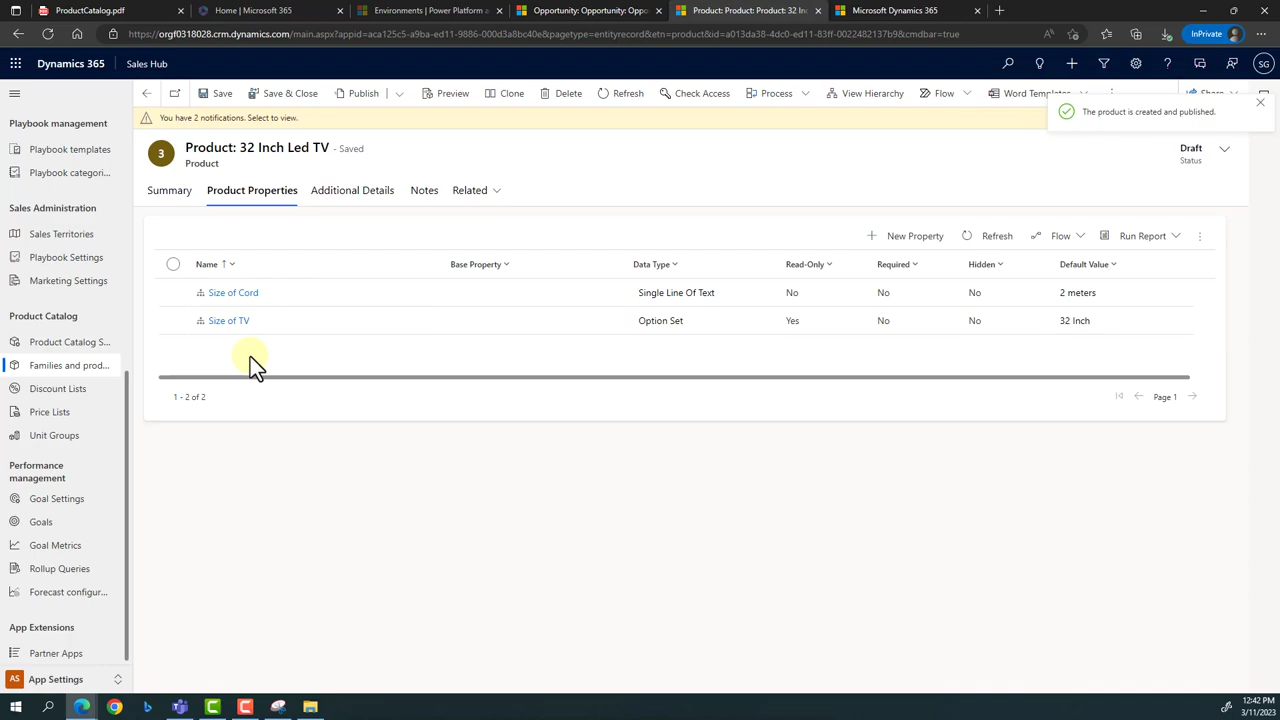 ProductCatalog.pdf
Home | Microsoft 365
Environments | Power Platform a
Opportunity: Opportunity: Oppo
Product: Product: Product: 32 In
Microsoft Dynamics 365
https://orgf0318028.crm.dynamics.com/main.aspx?appid=aca125c5-a9ba-ed11-9886-000d3a8bc40e&pagetype=entityrecord&etn=product&id=a013da38-4dc0-ed11-83ff-0022482137b9&cmdbar=true
InPrivate
Dynamics 365
Sales Hub
SG
Save
Save & Close
Publish
Preview
Clone
Delete
Refresh
Check Access
Process
View Hierarchy
Flow
Word Templates
Share
You have 2 notifications. Select to view.
The product is created and published.
3
Product: 32 Inch Led TV - Saved
Product
Draft
Status
Summary
Product Properties
Additional Details
Notes
Related
New Property
Refresh
Flow
Run Report
Name ↑
Base Property
Data Type
Read-Only
Required
Hidden
Default Value
Size of Cord
Single Line Of Text
No
No
No
2 meters
Size of TV
Option Set
Yes
No
No
32 Inch
1 - 2 of 2
Page 1
Playbook management
Playbook templates
Playbook categori...
Sales Administration
Sales Territories
Playbook Settings
Marketing Settings
Product Catalog
Product Catalog S...
Families and prod...
Discount Lists
Price Lists
Unit Groups
Performance
management
Goal Settings
Goals
Goal Metrics
Rollup Queries
Forecast configur...
App Extensions
Partner Apps
AS
App Settings
12:42 PM
3/11/2023